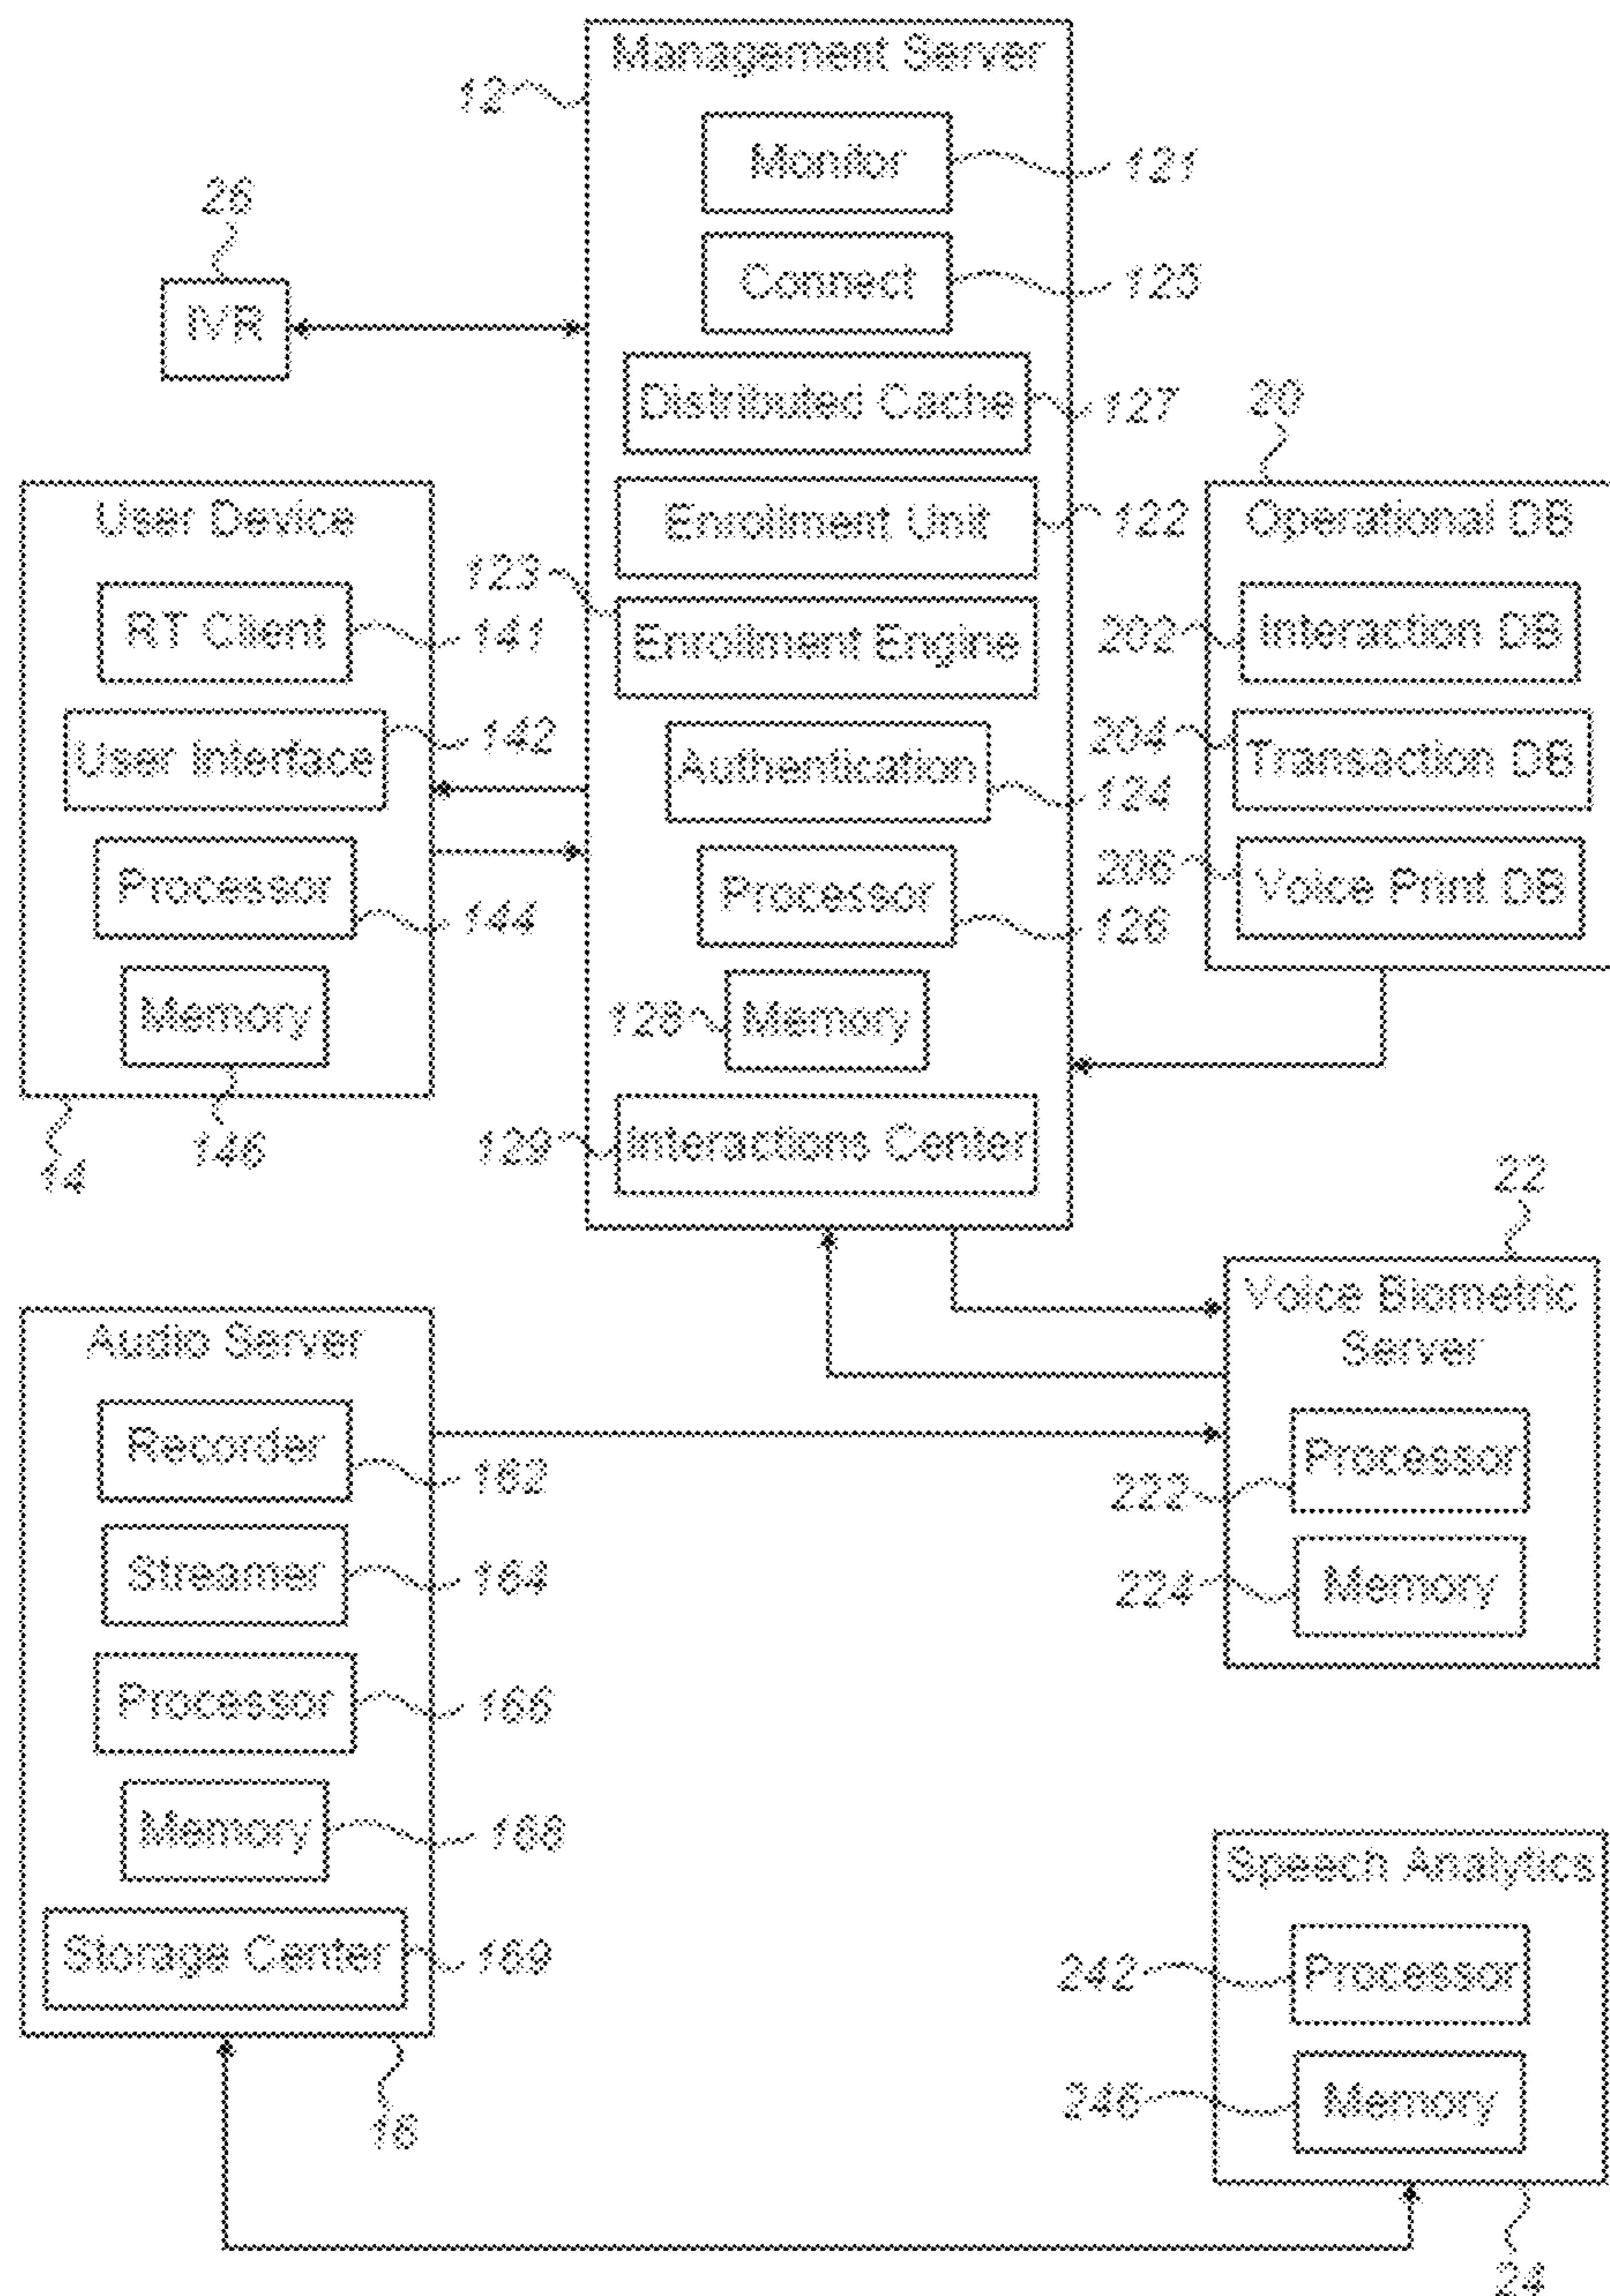 Management Server
12
Monitor
121
Connect
125
Distributed Cache
127
Enrollment Unit
122
123
Enrollment Engine
Authentication
124
Processor
126
128
Memory
129
Interactions Center
26
IVR
User Device
RT Client
141
User Interface
142
Processor
144
Memory
146
14
20
Operational DB
202
Interaction DB
204
Transaction DB
206
Voice Print DB
22
Voice Biometric
Server
Processor
222
Memory
224
Audio Server
Recorder
162
Streamer
164
Processor
166
Memory
168
Storage Center
169
16
Speech Analytics
242
Processor
246
Memory
24